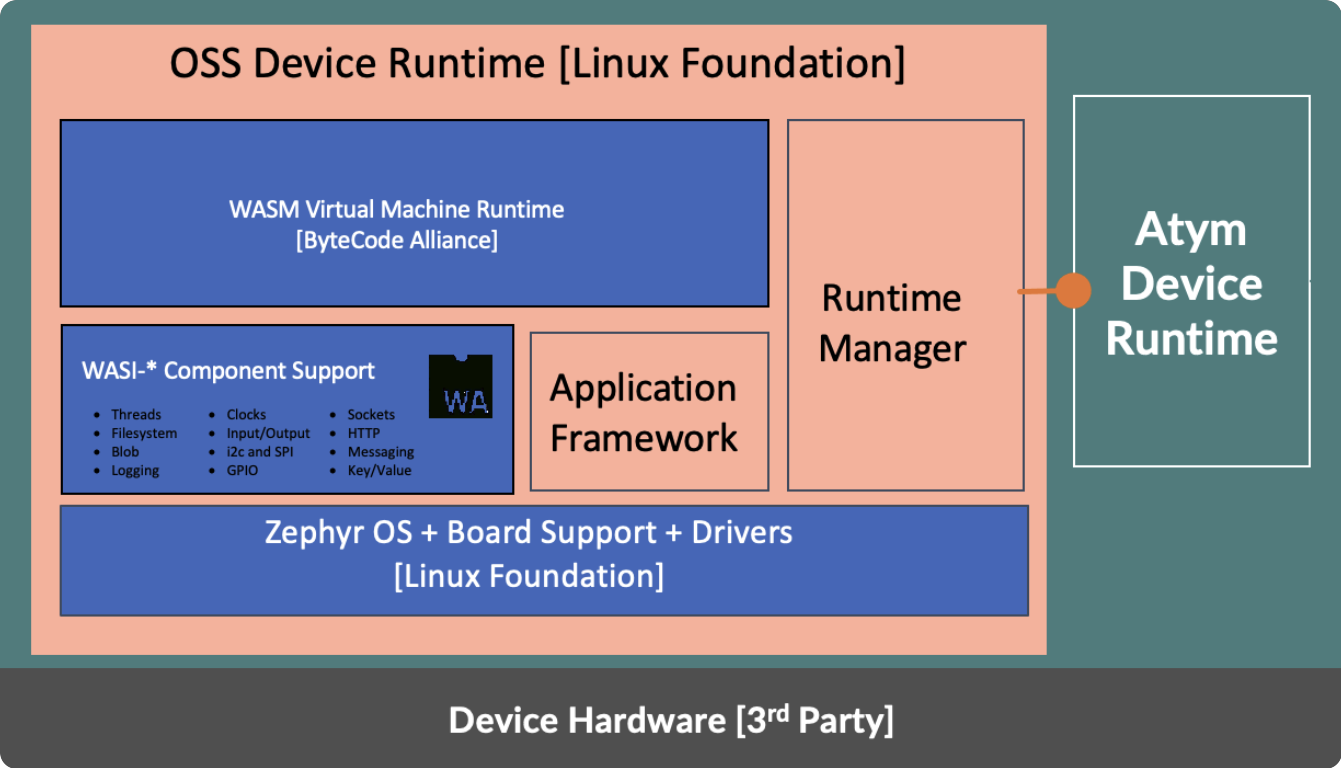 OSS Device Runtime [Linux Foundation]
WASM Virtual Machine Runtime
[ByteCode Alliance]
WASI-* Component Support
WA
• Threads
• Filesystem
• Blob
• Logging
• Clocks
• Input/Output
• i2c and SPI
• GPIO
• Sockets
• HTTP
• Messaging
• Key/Value
Application
Framework
Runtime
Manager
Zephyr OS + Board Support + Drivers
[Linux Foundation]
Atym
Device
Runtime
Device Hardware [3rd Party]